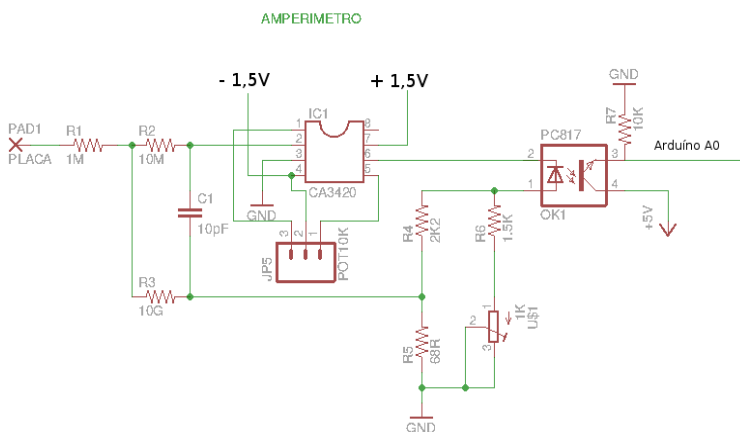 AMPERIMETRO
- 1,5V
+ 1,5V
GND
R7
10K
PAD1
PLACA
R1
1M
R2
10M
IC1
1
2
3
4
8
7
6
5
CA3420
PC817
2
1
3
4
OK1
Arduíno A0
+5V
C1
10pF
GND
3
2
1
JP5
POT10K
R4
2K2
R6
1.5K
R3
10G
R5
68R
1
2
3
1K
U$1
GND